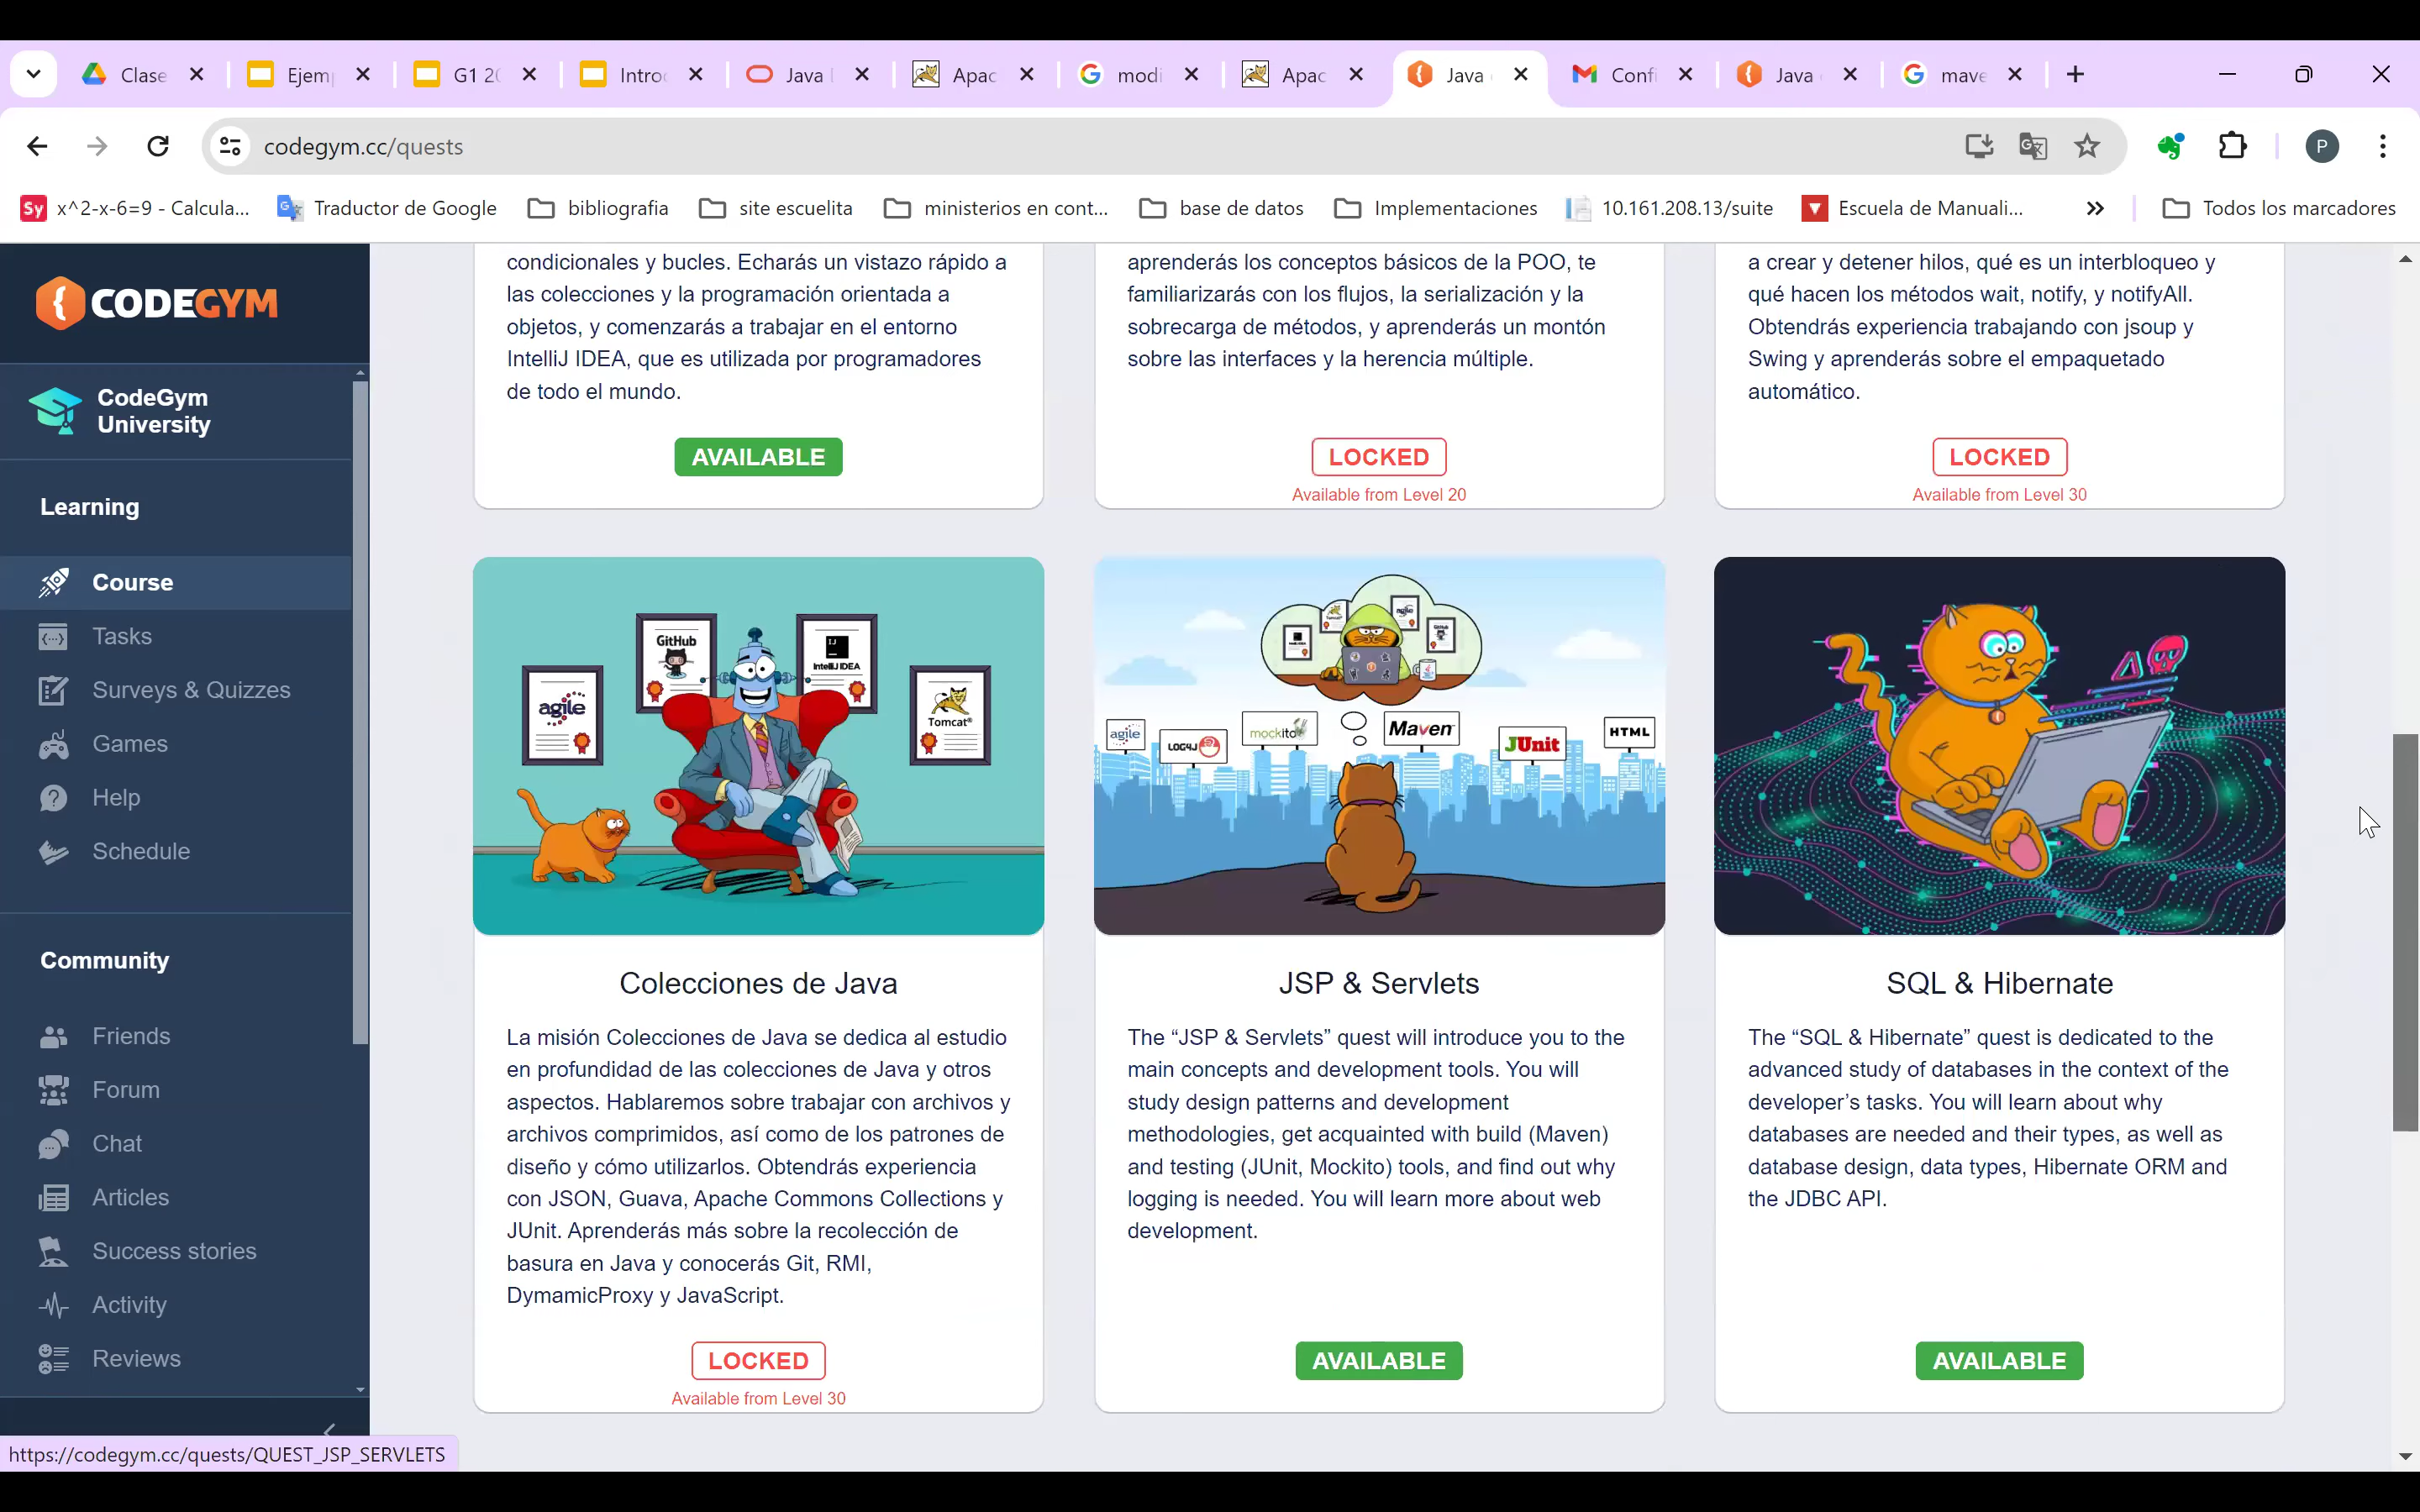 Clase
Ejem
G1 20
Intro
Java
Apac
modi
Apac
Java
Confi
Java
mave
codegym.cc/quests
Sy x^2-x-6=9 - Calcula...
Traductor de Google
bibliografia
site escuelita
ministerios en cont...
base de datos
Implementaciones
10.161.208.13/suite
Escuela de Manuali...
Todos los marcadores
P
CODEGYM
CodeGym
University
Learning
Course
Tasks
Surveys & Quizzes
Games
Help
Schedule
Community
Friends
Forum
Chat
Articles
Success stories
Activity
Reviews
condicionales y bucles. Echarás un vistazo rápido a
las colecciones y la programación orientada a
objetos, y comenzarás a trabajar en el entorno
IntelliJ IDEA, que es utilizada por programadores
de todo el mundo.
AVAILABLE
aprenderás los conceptos básicos de la POO, te
familiarizarás con los flujos, la serialización y la
sobrecarga de métodos, y aprenderás un montón
sobre las interfaces y la herencia múltiple.
LOCKED
Available from Level 20
a crear y detener hilos, qué es un interbloqueo y
qué hacen los métodos wait, notify, y notifyAll.
Obtendrás experiencia trabajando con jsoup y
Swing y aprenderás sobre el empaquetado
automático.
LOCKED
Available from Level 30
agile
GitHub
IJ
IntelliJ IDEA
Tomcat®
Colecciones de Java
La misión Colecciones de Java se dedica al estudio
en profundidad de las colecciones de Java y otros
aspectos. Hablaremos sobre trabajar con archivos y
archivos comprimidos, así como de los patrones de
diseño y cómo utilizarlos. Obtendrás experiencia
con JSON, Guava, Apache Commons Collections y
JUnit. Aprenderás más sobre la recolección de
basura en Java y conocerás Git, RMI,
DymamicProxy y JavaScript.
LOCKED
Available from Level 30
agile
LOG4J
mockito
Maven
JUnit
HTML
JSP & Servlets
The “JSP & Servlets” quest will introduce you to the
main concepts and development tools. You will
study design patterns and development
methodologies, get acquainted with build (Maven)
and testing (JUnit, Mockito) tools, and find out why
logging is needed. You will learn more about web
development.
AVAILABLE
SQL & Hibernate
The “SQL & Hibernate” quest is dedicated to the
advanced study of databases in the context of the
developer’s tasks. You will learn about why
databases are needed and their types, as well as
database design, data types, Hibernate ORM and
the JDBC API.
AVAILABLE
https://codegym.cc/quests/QUEST_JSP_SERVLETS